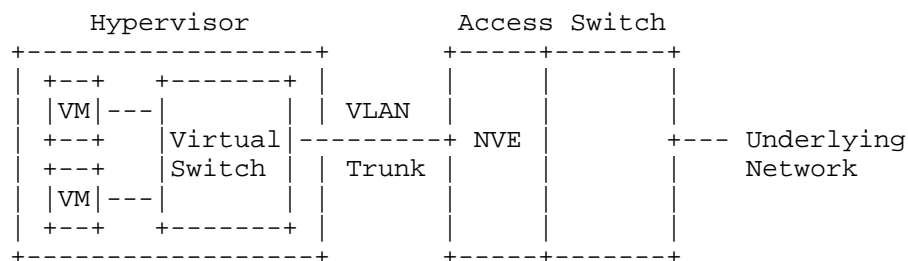 Hypervisor Access Switch
VM VLAN
Virtual NVE Underlying
Switch Trunk Network
VM